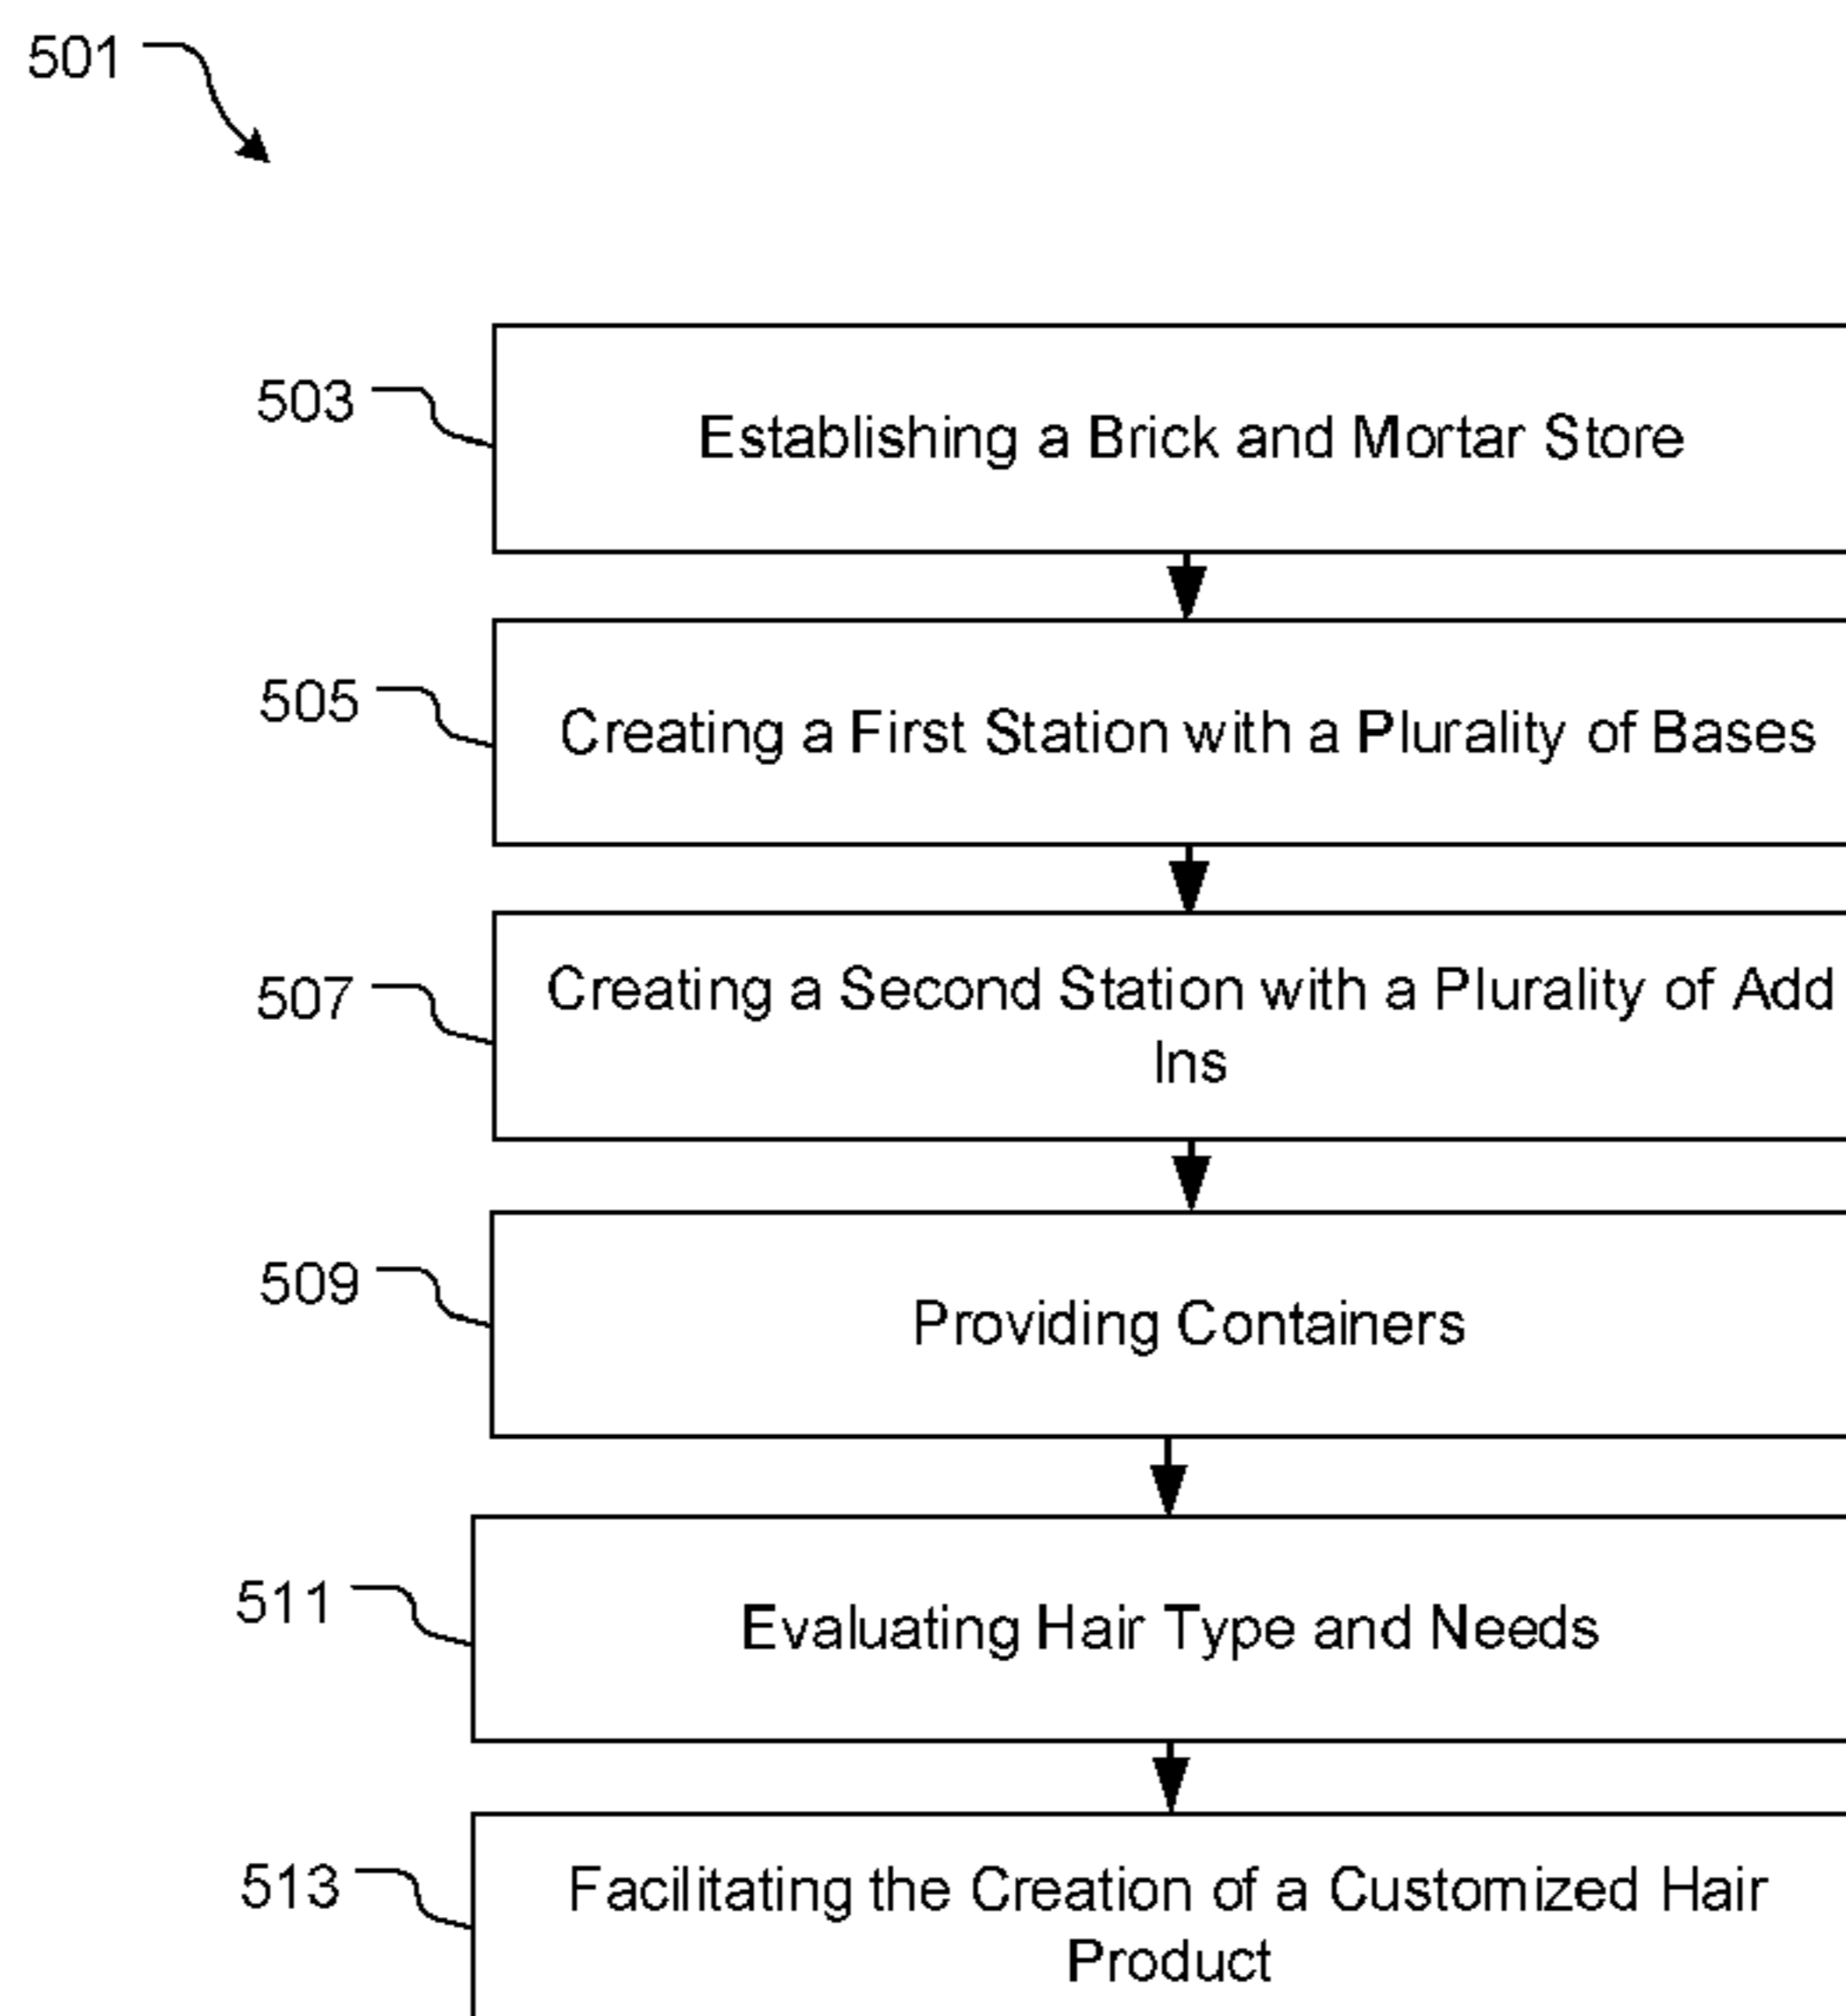 501
503
Establishing a Brick and Mortar Store
505
Creating a First Station with a Plurality of Bases
507
Creating a Second Station with a Plurality of Add
Ins
509
Providing Containers
511
Evaluating Hair Type and Needs
513
Facilitating the Creation of a Customized Hair
Product